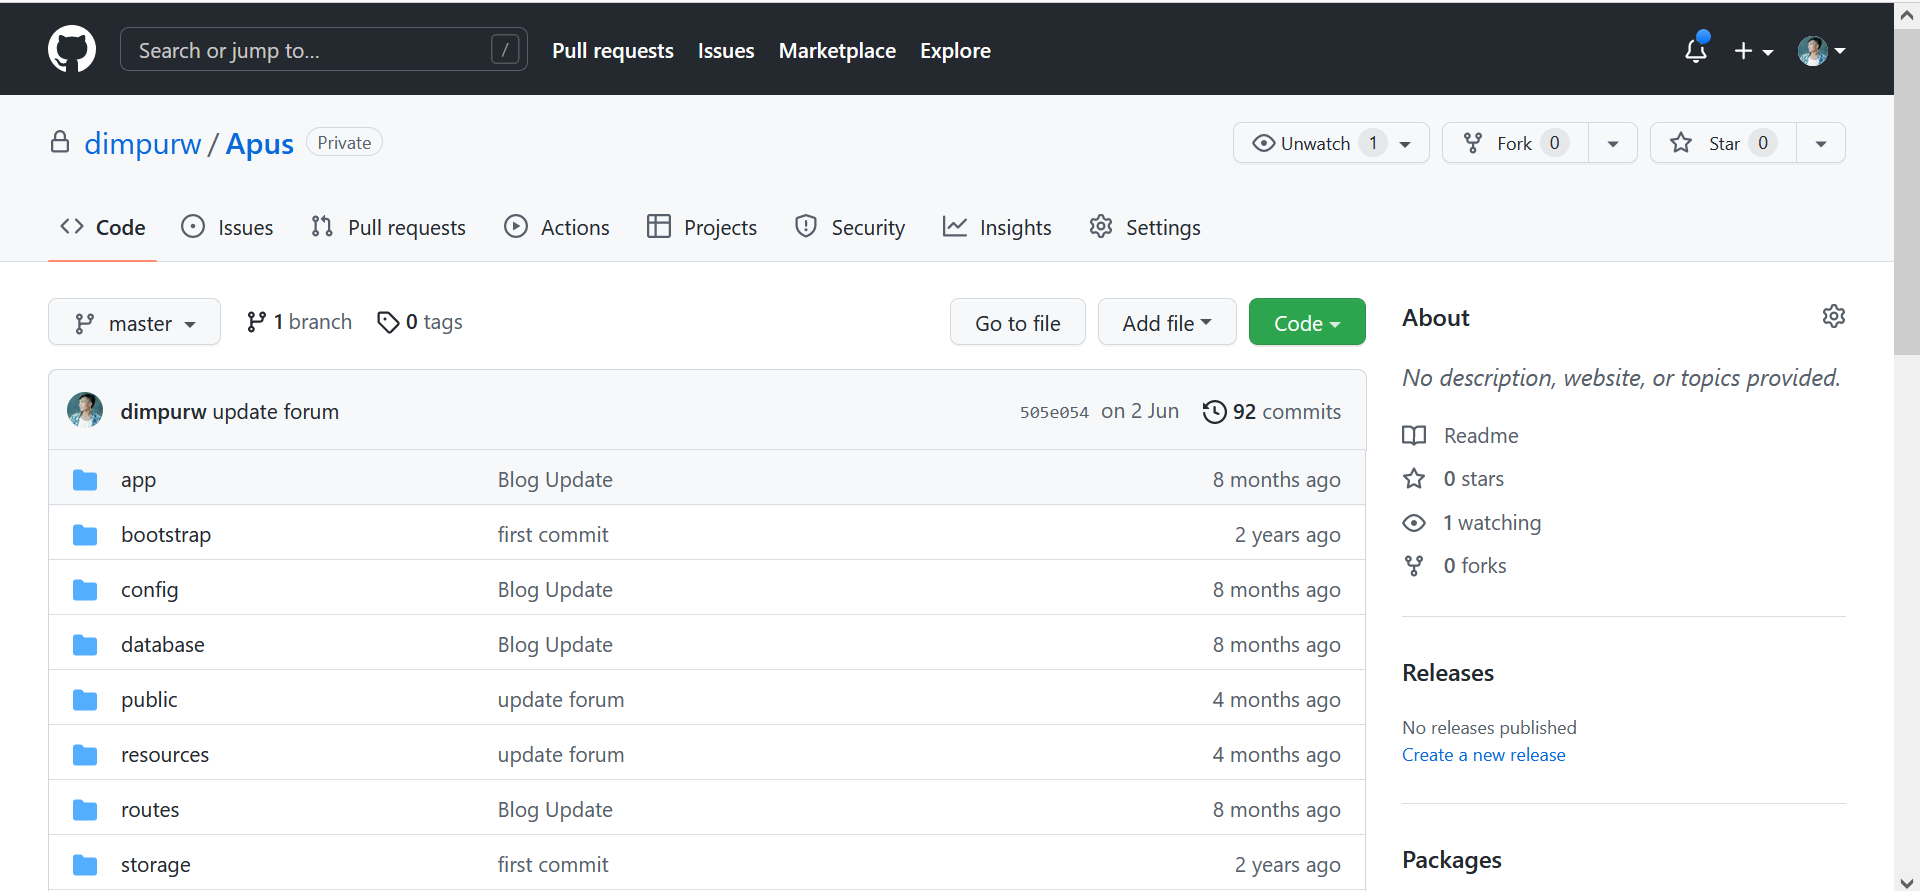 Search or jump to... / Pull requests Issues Marketplace Explore
dimpurw / Apus Private Unwatch 1 Fork 0 Star 0
Code Issues Pull requests Actions Projects Security Insights Settings
master 1 branch 0 tags Go to file Add file Code
About
No description, website, or topics provided.
dimpurw update forum 505e054 on 2 Jun 92 commits
Readme
app Blog Update 8 months ago
0 stars
bootstrap first commit 2 years ago
1 watching
config Blog Update 8 months ago
0 forks
database Blog Update 8 months ago
Releases
public update forum 4 months ago
No releases published
resources update forum 4 months ago
Create a new release
routes Blog Update 8 months ago
storage first commit 2 years ago
Packages